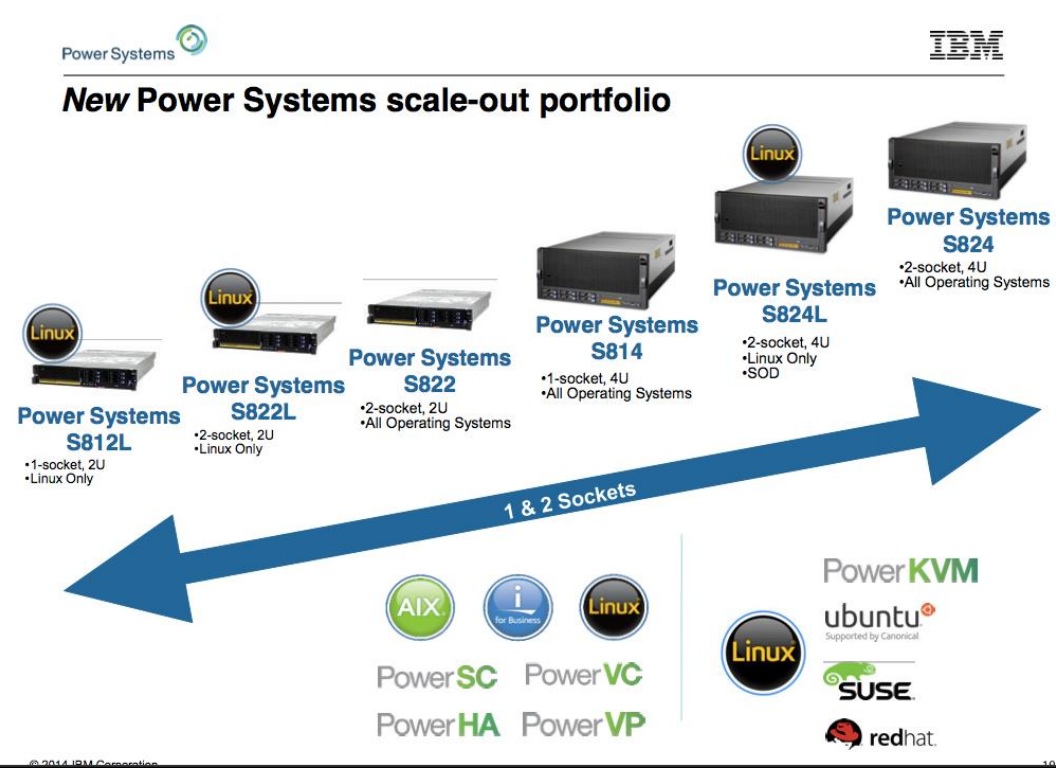 Power Systems
IBM
New Power Systems scale-out portfolio
Linux
Power Systems
S812L
•1-socket, 2U
•Linux Only
Linux
Power Systems
S822L
•2-socket, 2U
•Linux Only
Power Systems
S822
•2-socket, 2U
•All Operating Systems
Power Systems
S814
•1-socket, 4U
•All Operating Systems
Linux
Power Systems
S824L
•2-socket, 4U
•Linux Only
•SOD
Power Systems
S824
•2-socket, 4U
•All Operating Systems
1 & 2 Sockets
AIX
i
for Business
Linux
PowerSC
PowerVC
PowerHA
PowerVP
Linux
PowerKVM
ubuntu
Supported by Canonical
SUSE
redhat.
© 2014 IBM Corporation
19